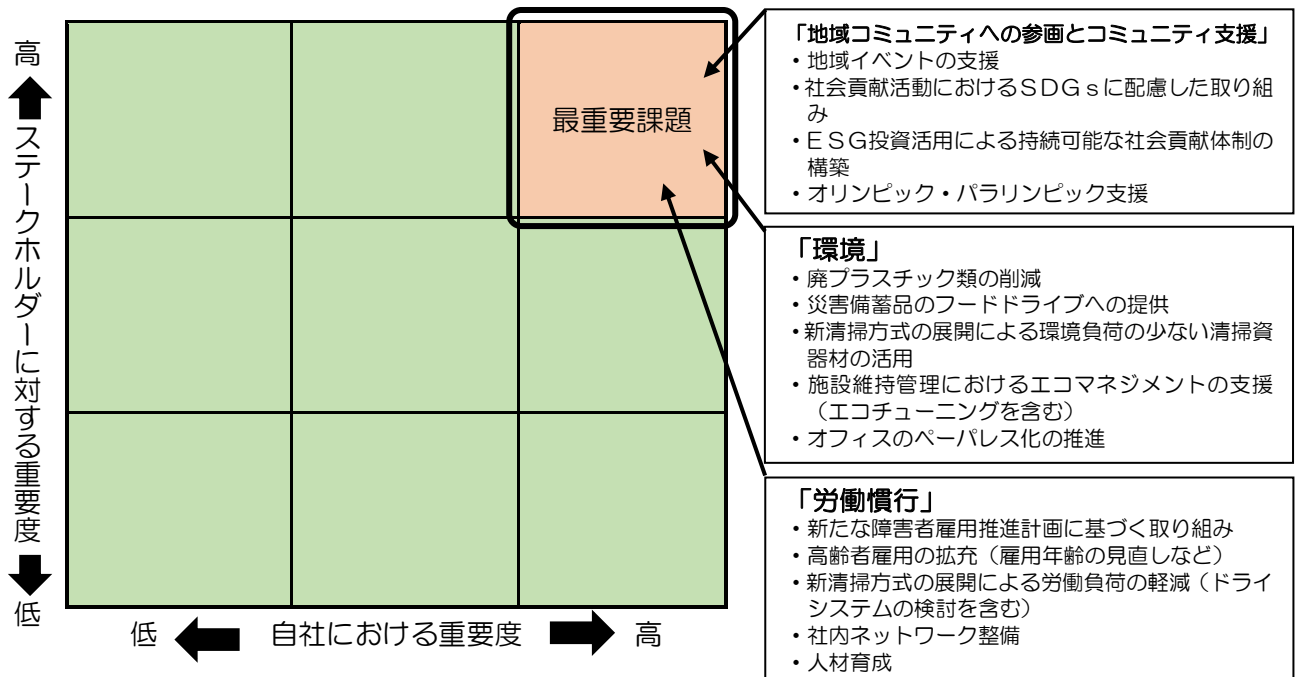 高
ステークホルダーに対する重要度
低
最重要課題
低
自社における重要度
高
「地域コミュニティへの参画とコミュニティ支援」
・地域イベントの支援
・社会貢献活動におけるSDGsに配慮した取り組
み
・ESG投資活用による持続可能な社会貢献体制の
構築
・オリンピック・パラリンピック支援
「環境」
・廃プラスチック類の削減
・災害備蓄品のフードドライブへの提供
・新清掃方式の展開による環境負荷の少ない清掃資
器材の活用
・施設維持管理におけるエコマネジメントの支援
（エコチューニングを含む）
・オフィスのペーパレス化の推進
「労働慣行」
・新たな障害者雇用推進計画に基づく取り組み
・高齢者雇用の拡充（雇用年齢の見直しなど）
・新清掃方式の展開による労働負荷の軽減（ドライ
システムの検討を含む）
・社内ネットワーク整備
・人材育成